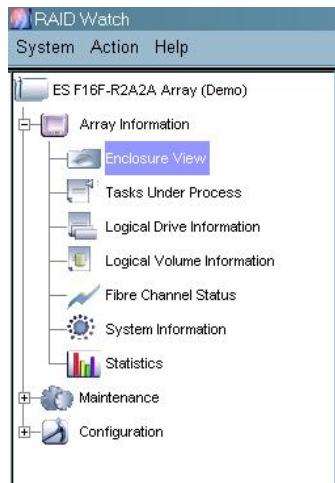 RAID Watch
System Action Help
ES F16F-R2A2A Array (Demo)
Array Information
Enclosure View
Tasks Under Process
Logical Drive Information
Logical Volume Information
Fibre Channel Status
System Information
Statistics
Maintenance
Configuration